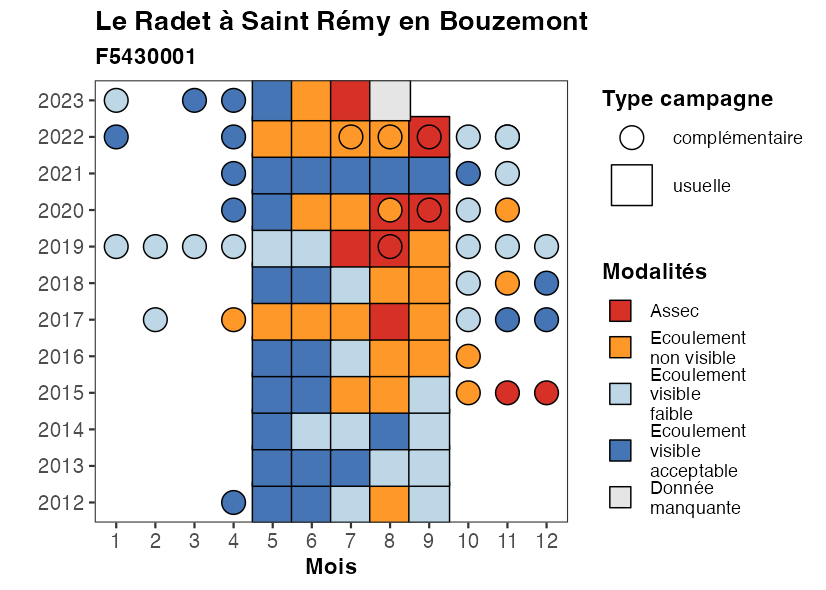 Le Radet à Saint Rémy en Bouzemont
F5430001
2023
2022
2021
2020
2019
2018
2017
2016
2015
2014
2013
2012
1 2 3 4 5 6 7 8 9 10 11 12
Mois
Type campagne
complémentaire
usuelle
Modalités
Assec
Ecoulement
non visible
Ecoulement
visible
faible
Ecoulement
visible
acceptable
Donnée
manquante